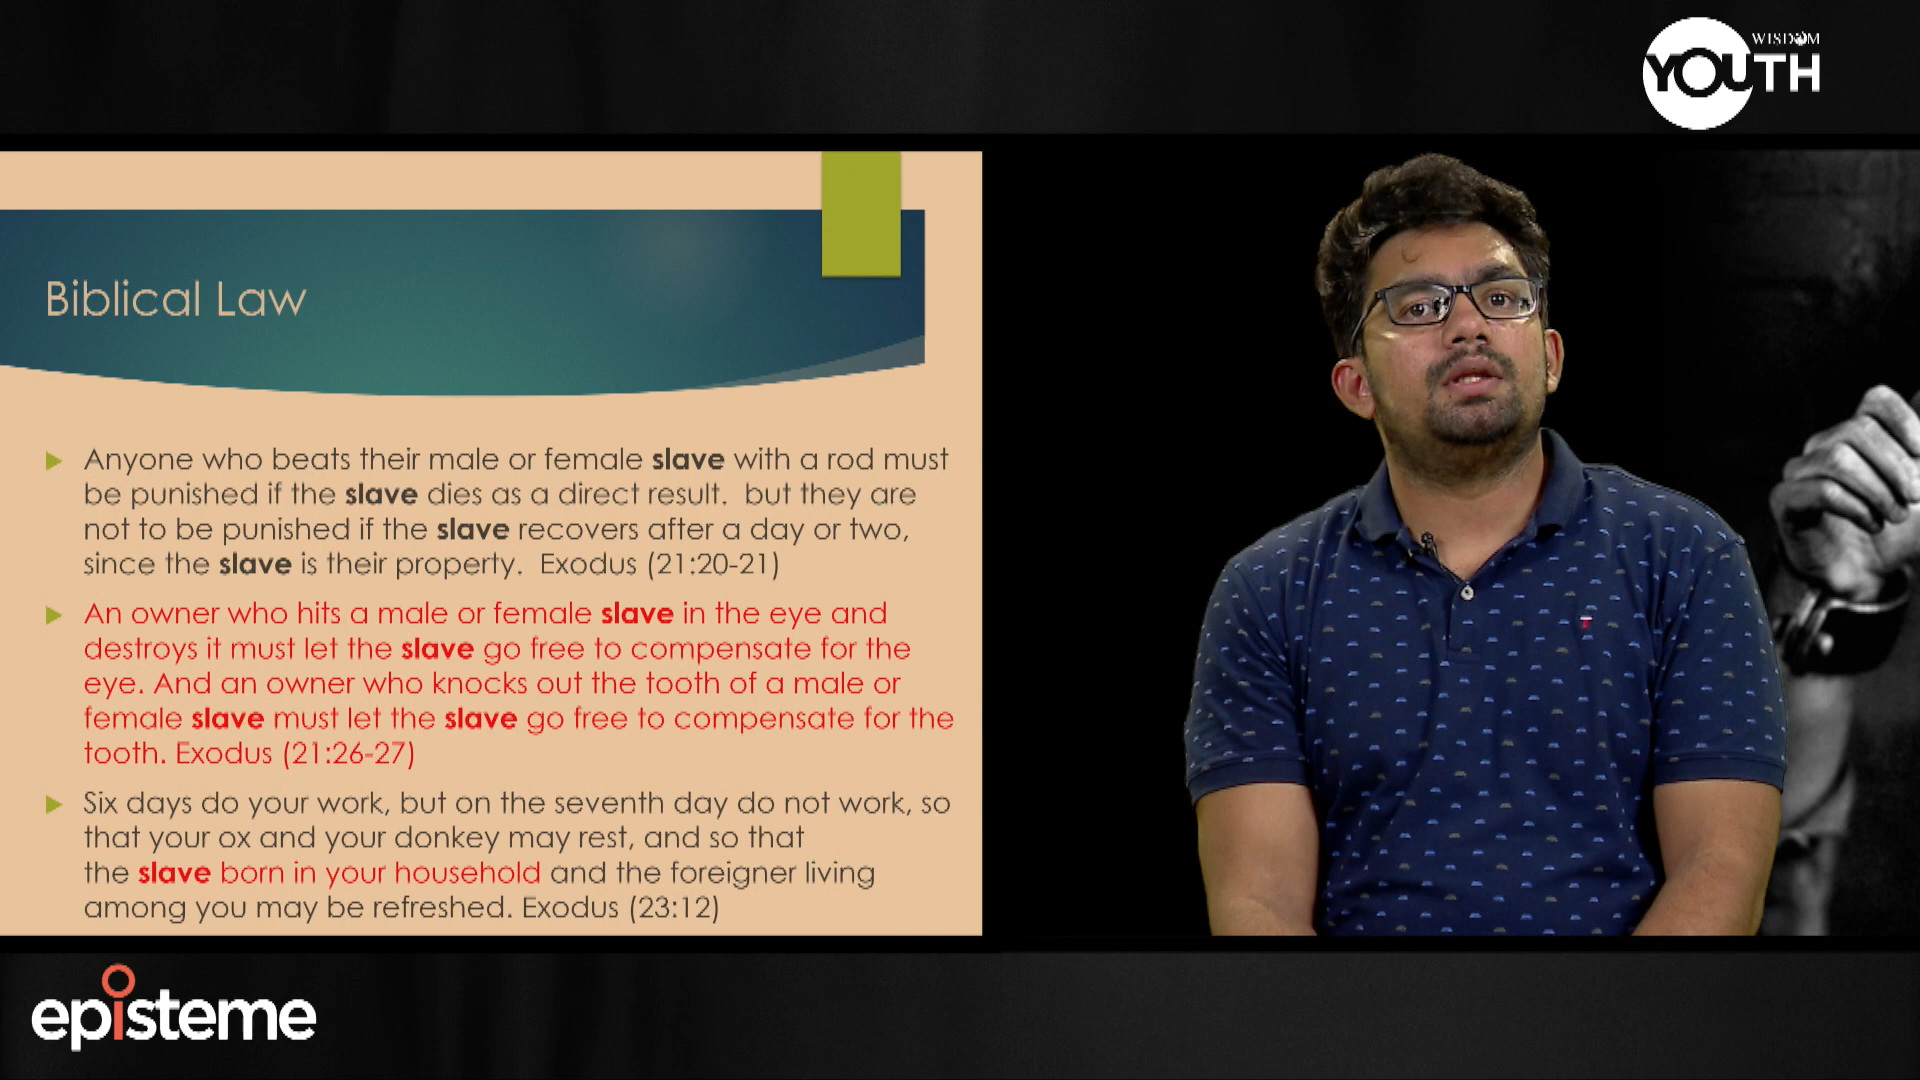 WISDOM
YOUTH
Biblical Law
Anyone who beats their male or female slave with a rod must
be punished if the slave dies as a direct result. but they are
not to be punished if the slave recovers after a day or two,
since the slave is their property. Exodus (21:20-21)
An owner who hits a male or female slave in the eye and
destroys it must let the slave go free to compensate for the
eye. And an owner who knocks out the tooth of a male or
female slave must let the slave go free to compensate for the
tooth. Exodus (21:26-27)
Six days do your work, but on the seventh day do not work, so
that your ox and your donkey may rest, and so that
the slave born in your household and the foreigner living
among you may be refreshed. Exodus (23:12)
episteme